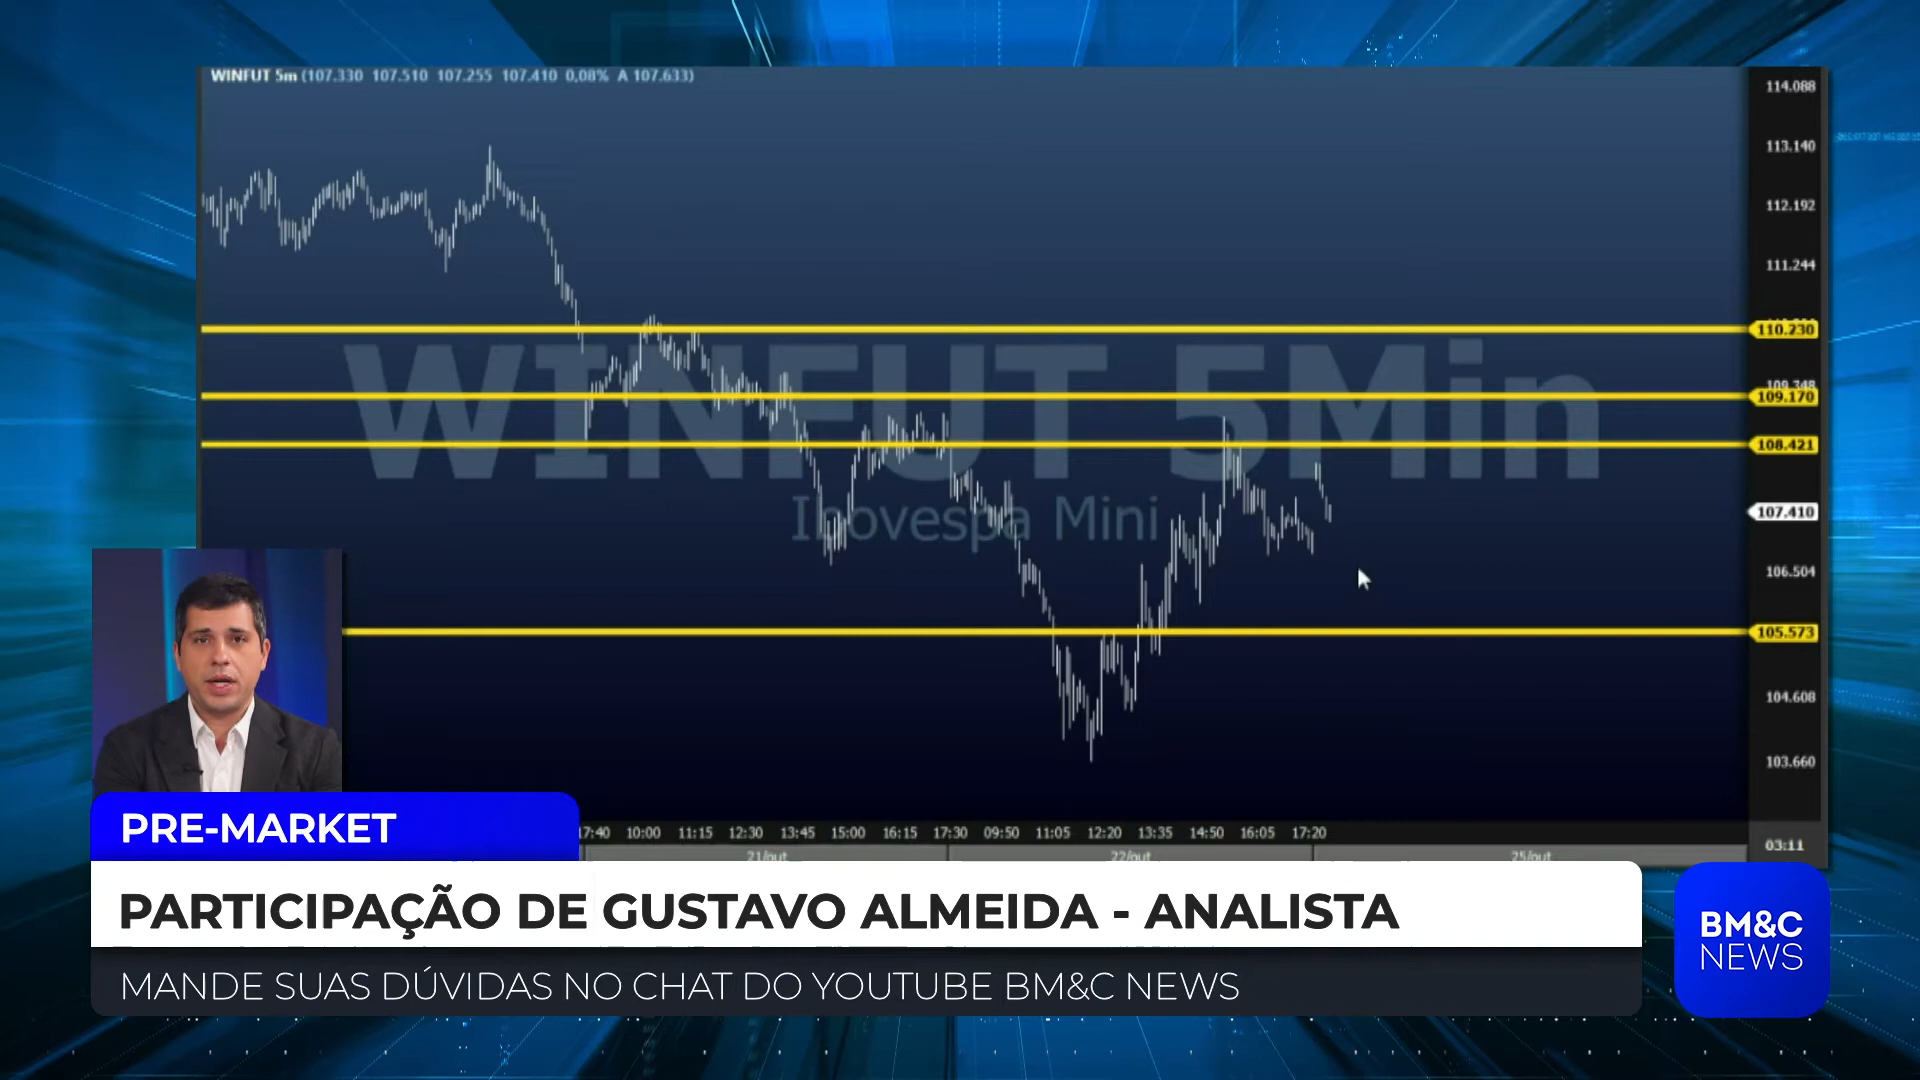 WINFUT 5m (107.330 107.510 107.255 107.410 0,08% A 107.633)
114.088
113.140
112.192
111.244
110.230
109.348
109.170
108.421
107.410
106.504
105.573
104.608
103.660
WINFUT 5Min
Ibovespa Mini
17:40 10:00 11:15 12:30 13:45 15:00 16:15 17:30 09:50 11:05 12:20 13:35 14:50 16:05 17:20
03:11
21/out 22/out 25/out
PRE-MARKET
PARTICIPAÇÃO DE GUSTAVO ALMEIDA - ANALISTA
MANDE SUAS DÚVIDAS NO CHAT DO YOUTUBE BM&C NEWS
BM&C
NEWS